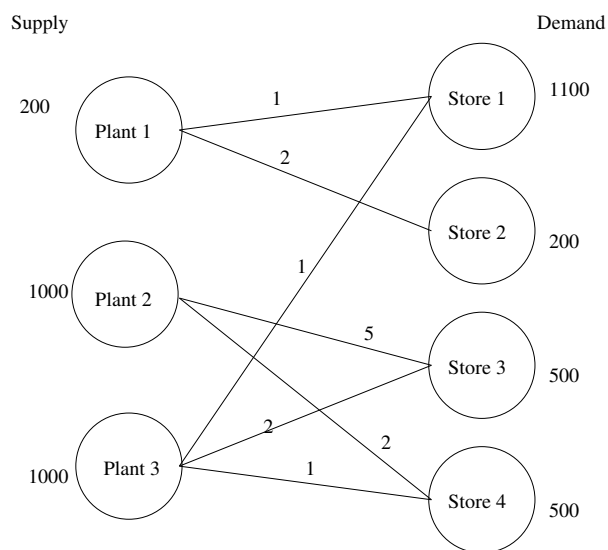 Supply
Demand
200
Plant 1
1
Store 1
1100
2
Store 2
200
1
1000
Plant 2
5
Store 3
500
2
2
1000
Plant 3
1
Store 4
500